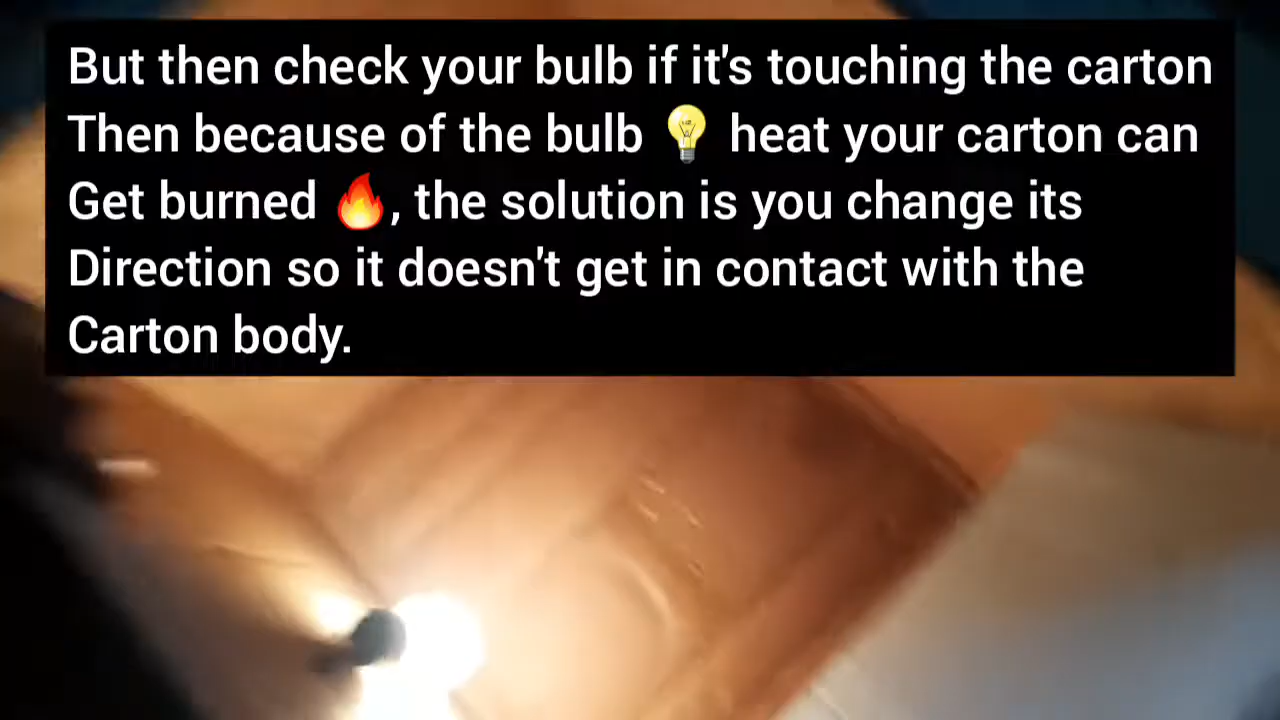 But then check your bulb if it's touching the carton
Then because of the bulb 💡 heat your carton can
Get burned 🔥, the solution is you change its
Direction so it doesn't get in contact with the
Carton body.